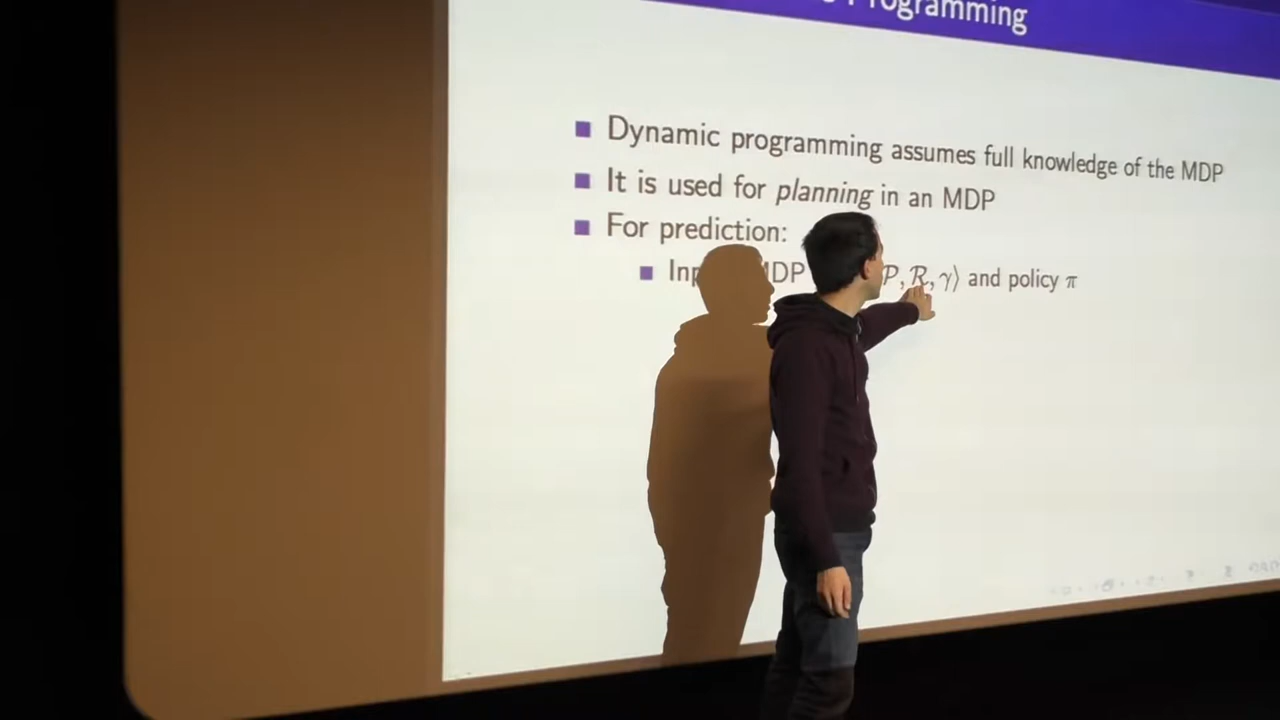 Programming
Dynamic programming assumes full knowledge of the MDP
It is used for planning in an MDP
For prediction:
MDP P, R, γ⟩ and policy π